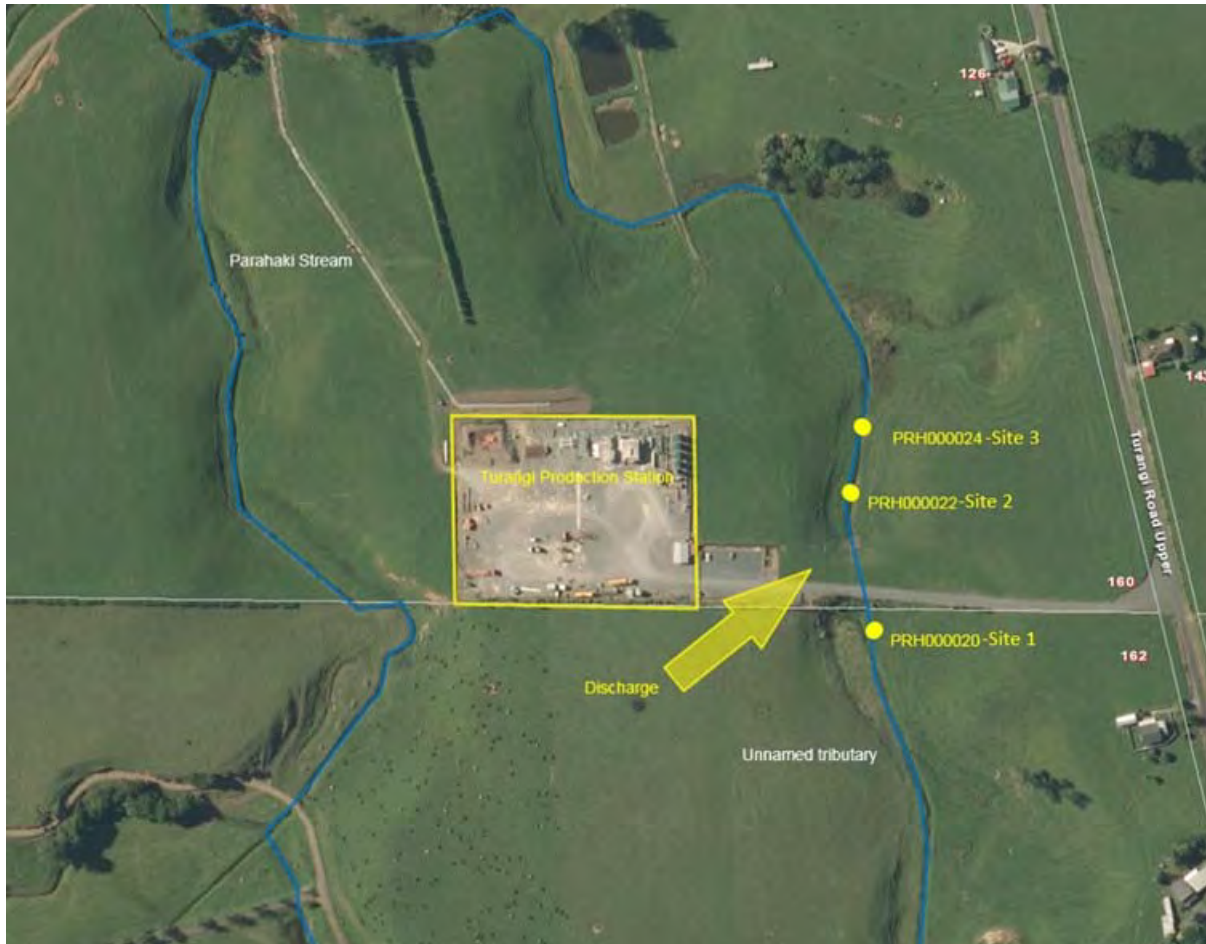 126
Parahaki Stream
143
PRH000024 -Site 3
Turangi Road Upper
Turangi Production Station
PRH000022-Site 2
160
PRH000020-Site 1
162
Discharge
Unnamed tributary